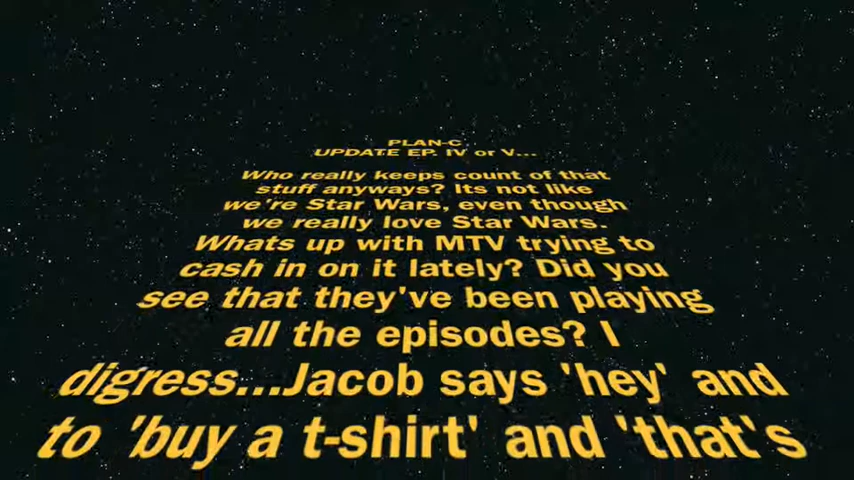 PLAN-C
UPDATE EP. IV or V...
Who really keeps count of that
stuff anyways? Its not like
we're Star Wars, even though
we really love Star Wars.
Whats up with MTV trying to
cash in on it lately? Did you
see that they've been playing
all the episodes? I
digress...Jacob says 'hey' and
to 'buy a t-shirt' and 'that's